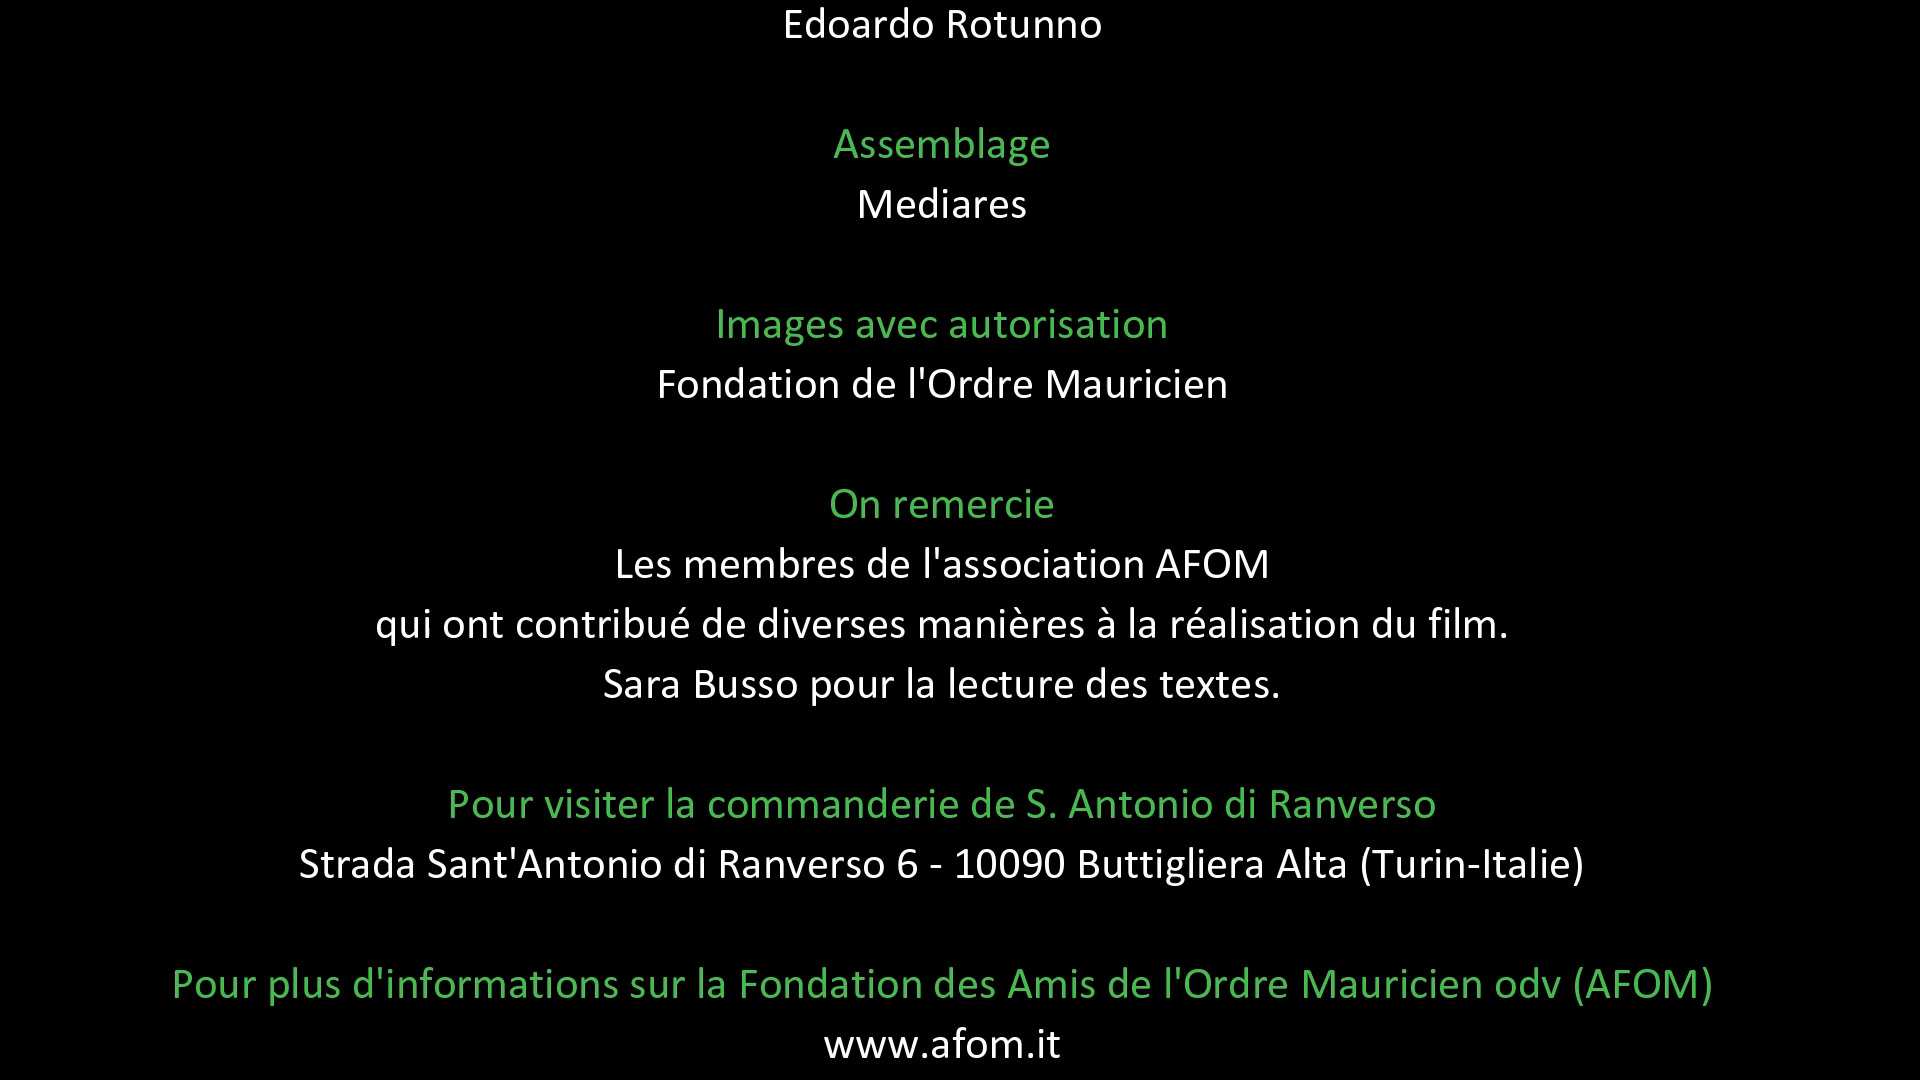 Edoardo Rotunno
Assemblage
Mediares
Images avec autorisation
Fondation de l'Ordre Mauricien
On remercie
Les membres de l'association AFOM
qui ont contribué de diverses manières à la réalisation du film.
Sara Busso pour la lecture des textes.
Pour visiter la commanderie de S. Antonio di Ranverso
Strada Sant'Antonio di Ranverso 6 - 10090 Buttigliera Alta (Turin-Italie)
Pour plus d'informations sur la Fondation des Amis de l'Ordre Mauricien odv (AFOM)
www.afom.it